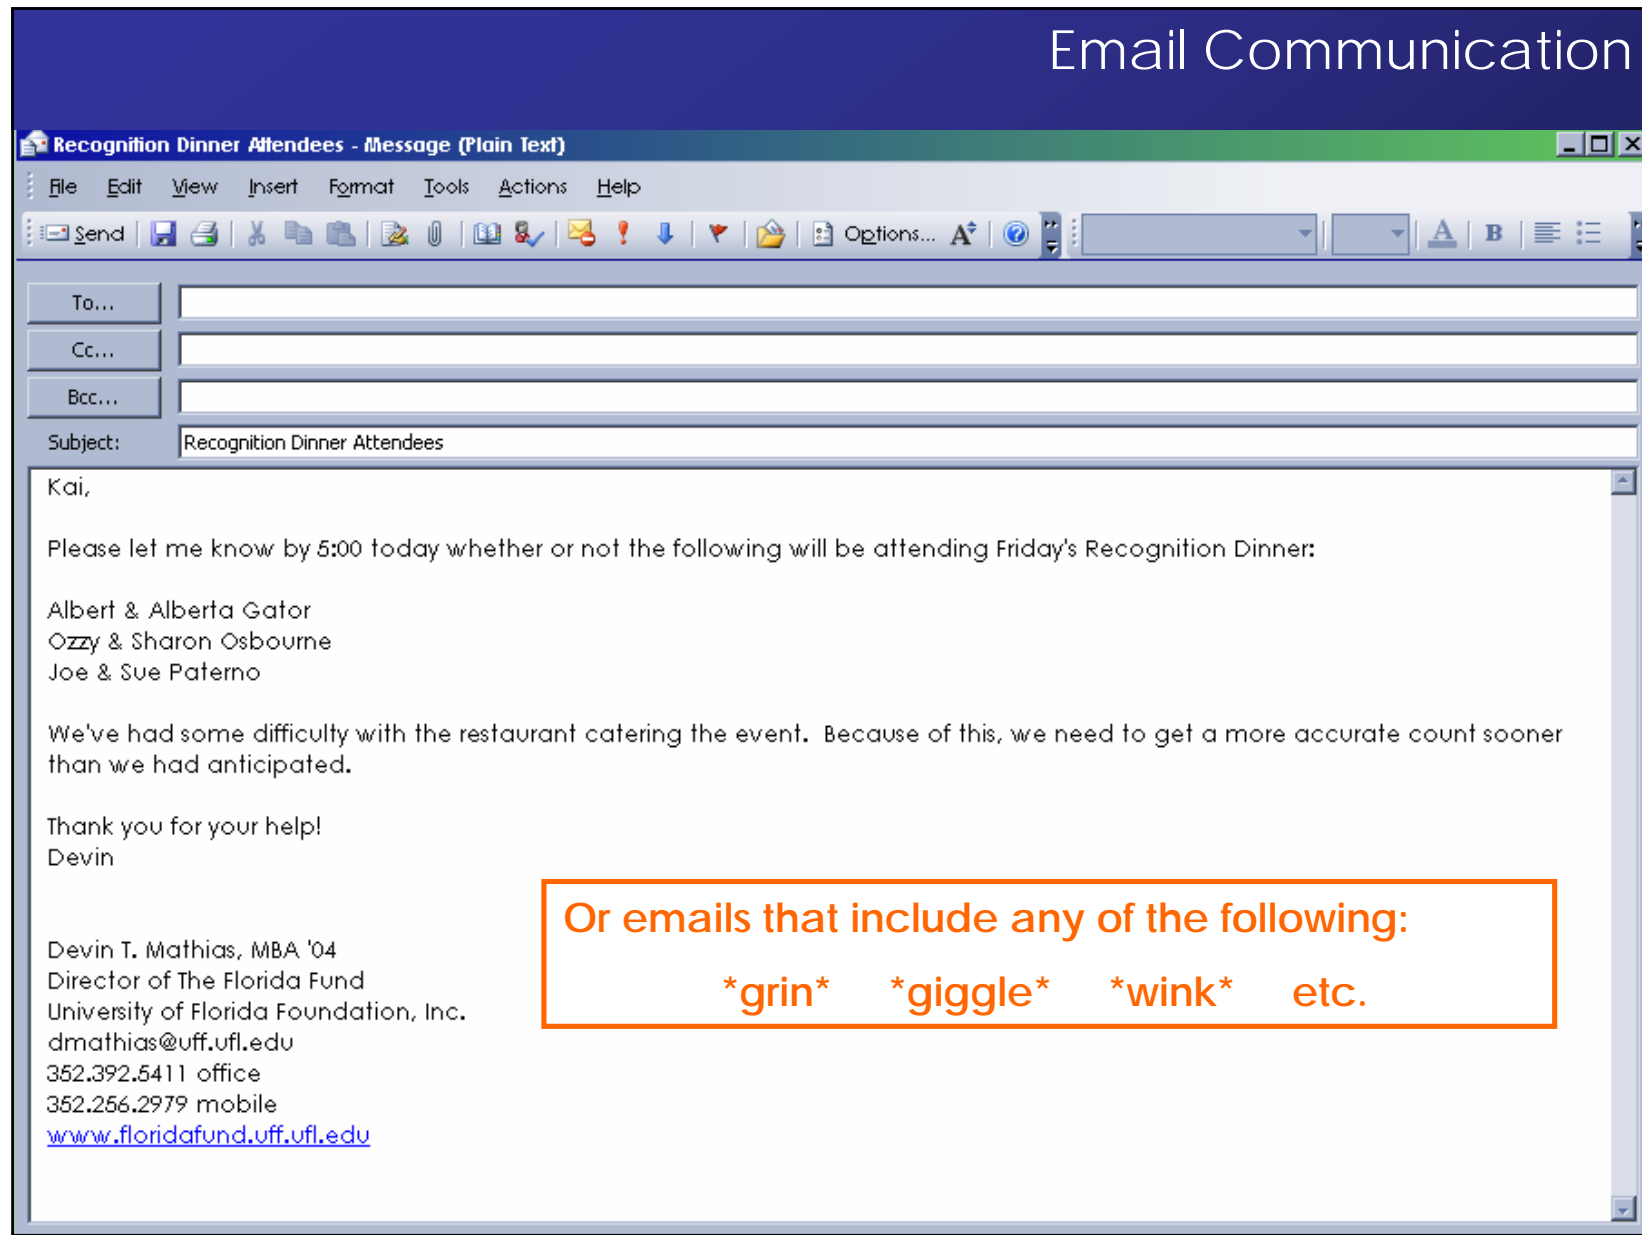 Email Communication
Recognition Dinner Attendees - Message (Plain Text)
File Edit View Insert Format Tools Actions Help
Send Options... A B
To...
Cc...
Bcc...
Subject: Recognition Dinner Attendees
Kai,
Please let me know by 5:00 today whether or not the following will be attending Friday's Recognition Dinner:
Albert & Alberta Gator
Ozzy & Sharon Osbourne
Joe & Sue Paterno
We've had some difficulty with the restaurant catering the event. Because of this, we need to get a more accurate count sooner
than we had anticipated.
Thank you for your help!
Devin
Devin T. Mathias, MBA '04
Director of The Florida Fund
University of Florida Foundation, Inc.
dmathias@uff.ufl.edu
352.392.5411 office
352.256.2979 mobile
www.floridafund.uff.ufl.edu
Or emails that include any of the following:
*grin* *giggle* *wink* etc.